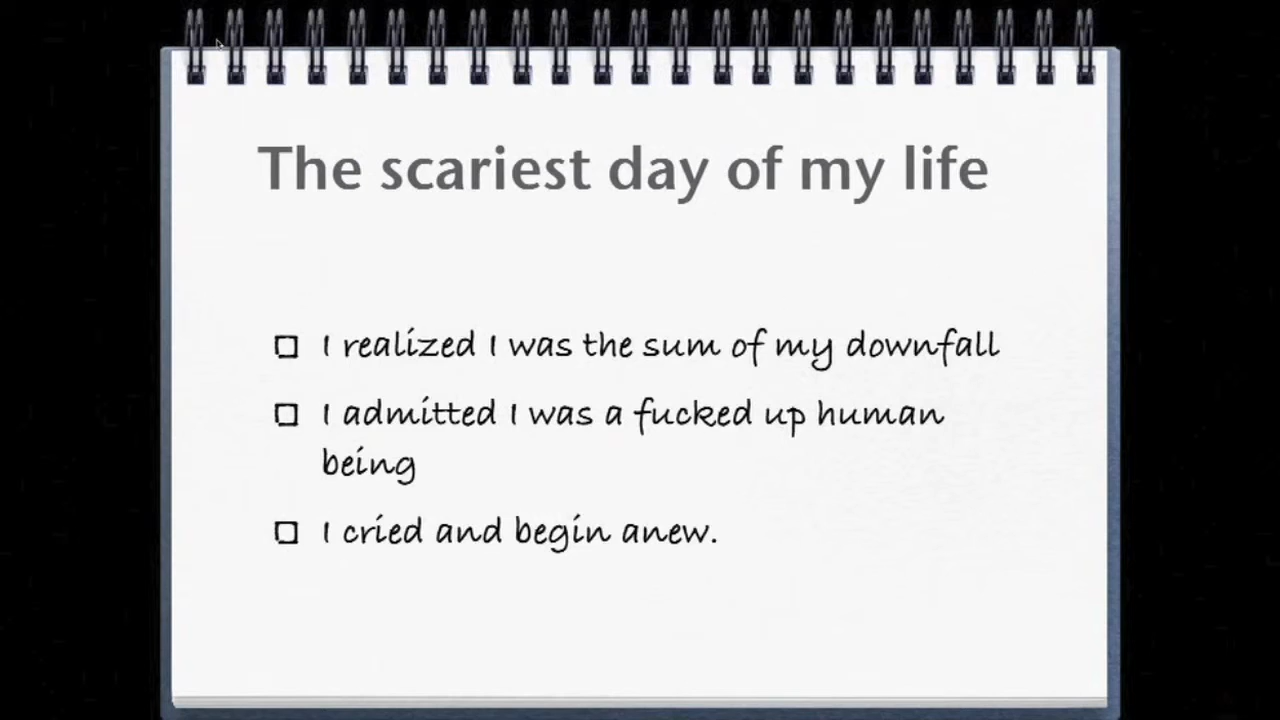 The scariest day of my life
I realized I was the sum of my downfall
I admitted I was a fucked up human
being
I cried and begin anew.